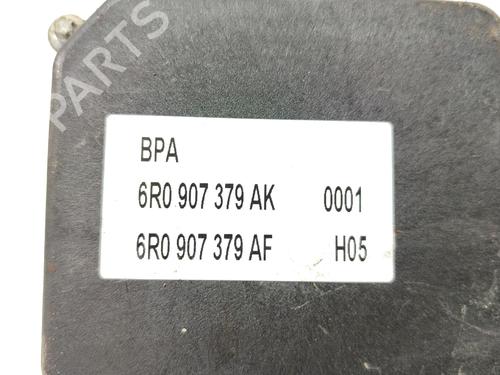 PARTS
BPA
6R0 907 379 AK 0001
6R0 907 379 AF H05